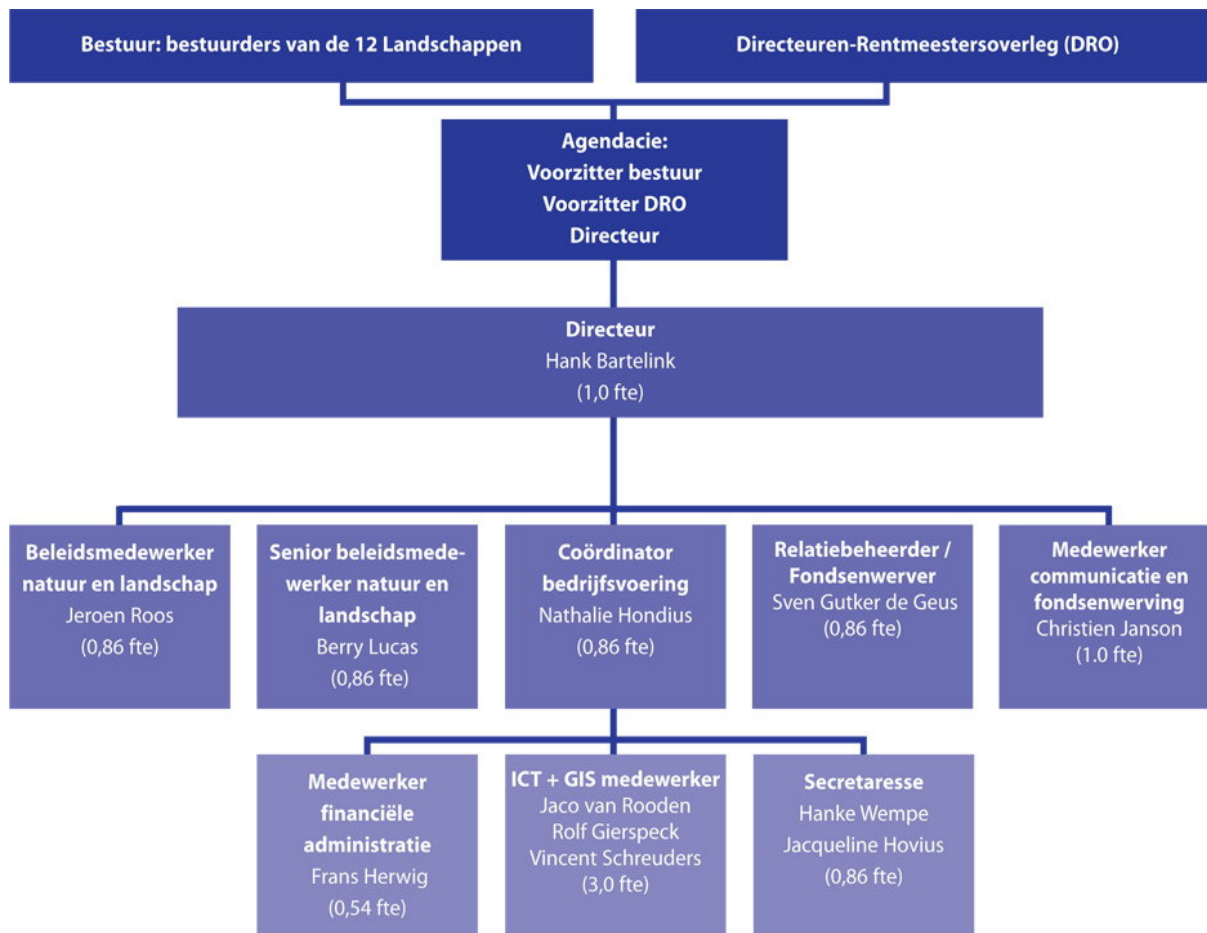 Bestuur: bestuurders van de 12 Landschappen
Directeuren-Rentmeestersoverleg (DRO)
Agendacie:
Voorzitter bestuur
Voorzitter DRO
Directeur
Directeur
Hank Bartelink
(1,0 fte)
Beleidsmedewerker
natuur en landschap
Jeroen Roos
(0,86 fte)
Senior beleidsmede-
werker natuur en
landschap
Berry Lucas
(0,86 fte)
Coördinator
bedrijfsvoering
Nathalie Hondius
(0,86 fte)
Relatiebeheerder /
Fondsenwerver
Sven Gutker de Geus
(0,86 fte)
Medewerker
communicatie en
fondsenwerving
Christien Janson
(1.0 fte)
Medewerker
financiële
administratie
Frans Herwig
(0,54 fte)
ICT + GIS medewerker
Jaco van Rooden
Rolf Gierspeck
Vincent Schreuders
(3,0 fte)
Secretaresse
Hanke Wempe
Jacqueline Hovius
(0,86 fte)